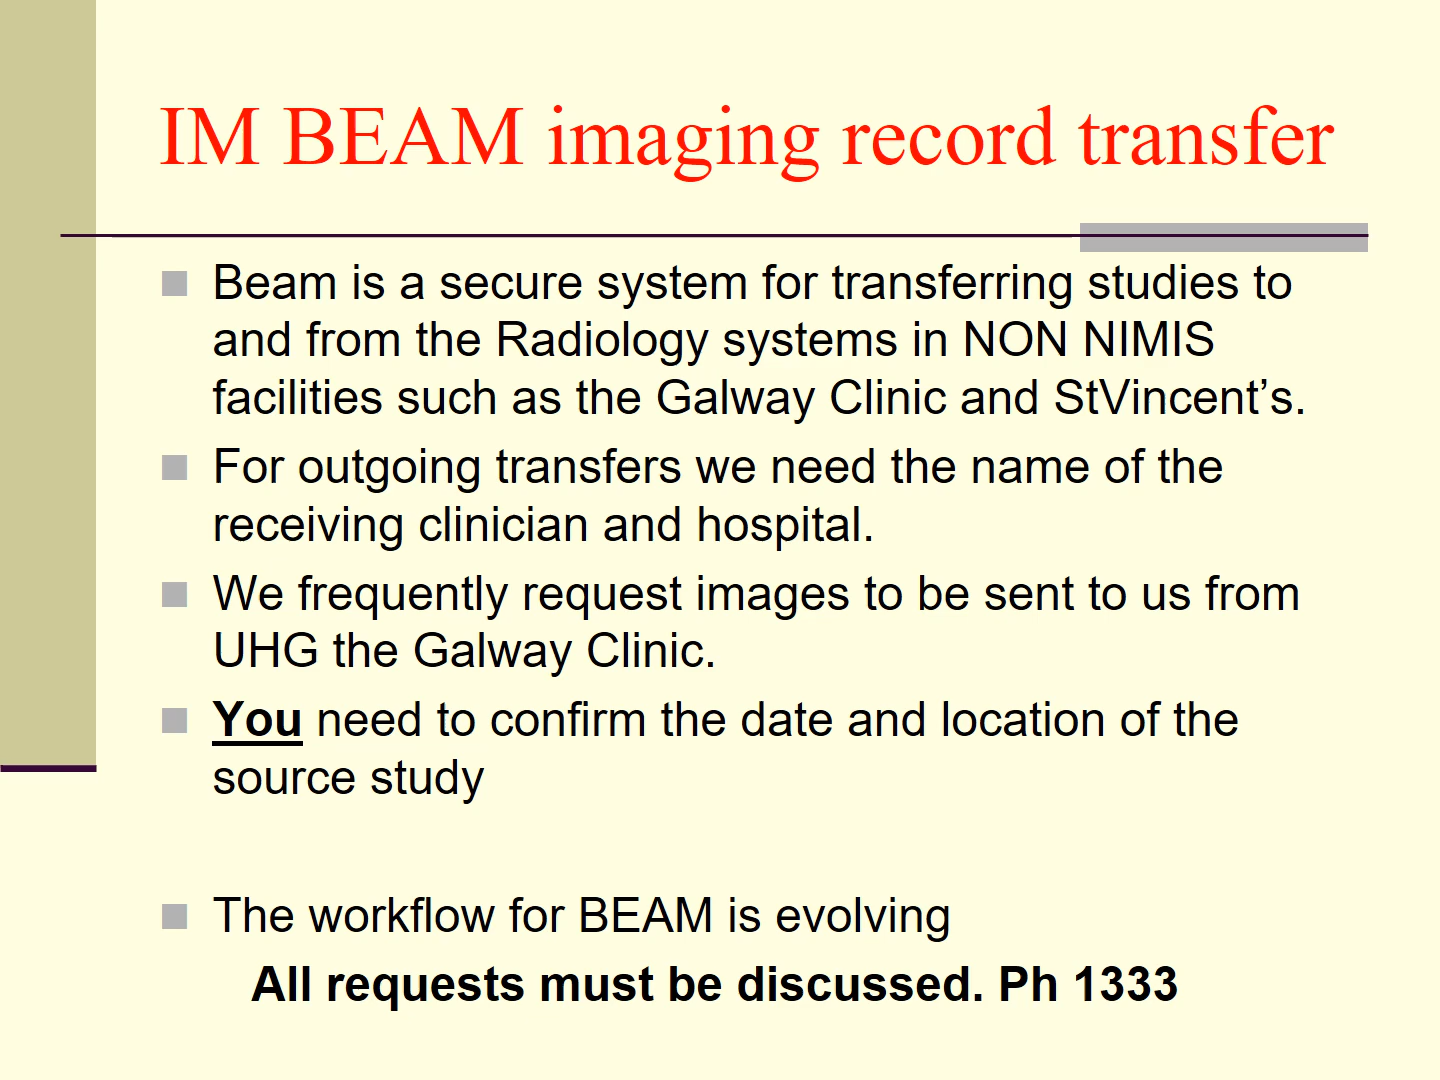 IM BEAM imaging record transfer
Beam is a secure system for transferring studies to
and from the Radiology systems in NON NIMIS
facilities such as the Galway Clinic and StVincent’s.
For outgoing transfers we need the name of the
receiving clinician and hospital.
We frequently request images to be sent to us from
UHG the Galway Clinic.
You need to confirm the date and location of the
source study
The workflow for BEAM is evolving
All requests must be discussed. Ph 1333